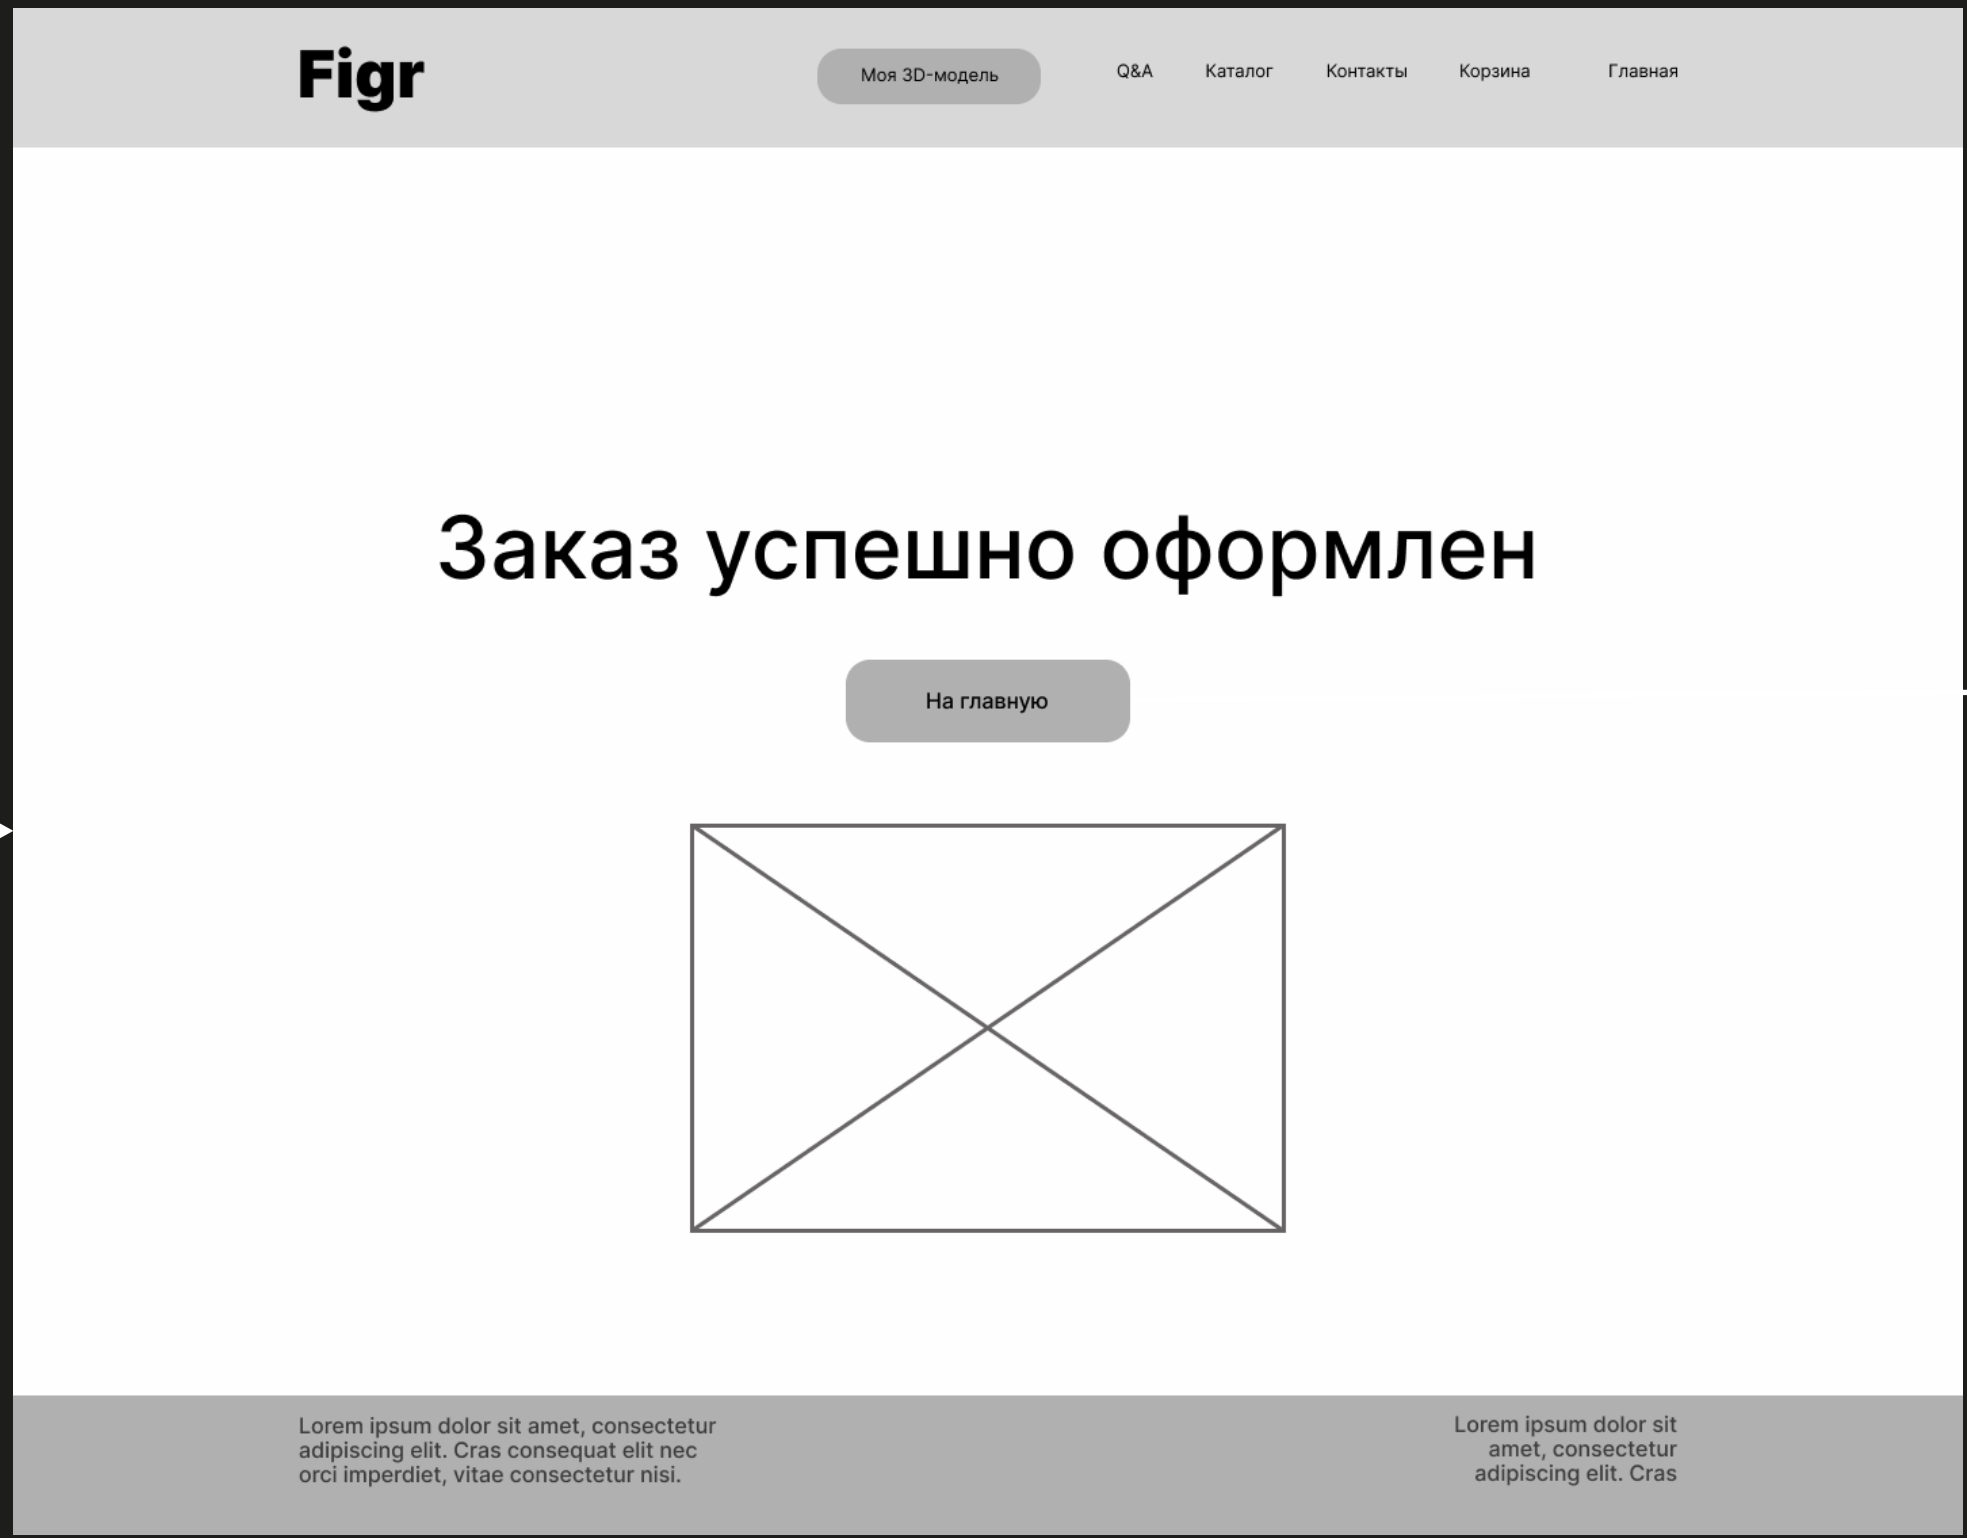 Figr
Моя 3D-модель
Q&A
Каталог
Контакты
Корзина
Главная
Заказ успешно оформлен
На главную
Lorem ipsum dolor sit amet, consectetur
adipiscing elit. Cras consequat elit nec
orci imperdiet, vitae consectetur nisi.
Lorem ipsum dolor sit
amet, consectetur
adipiscing elit. Cras